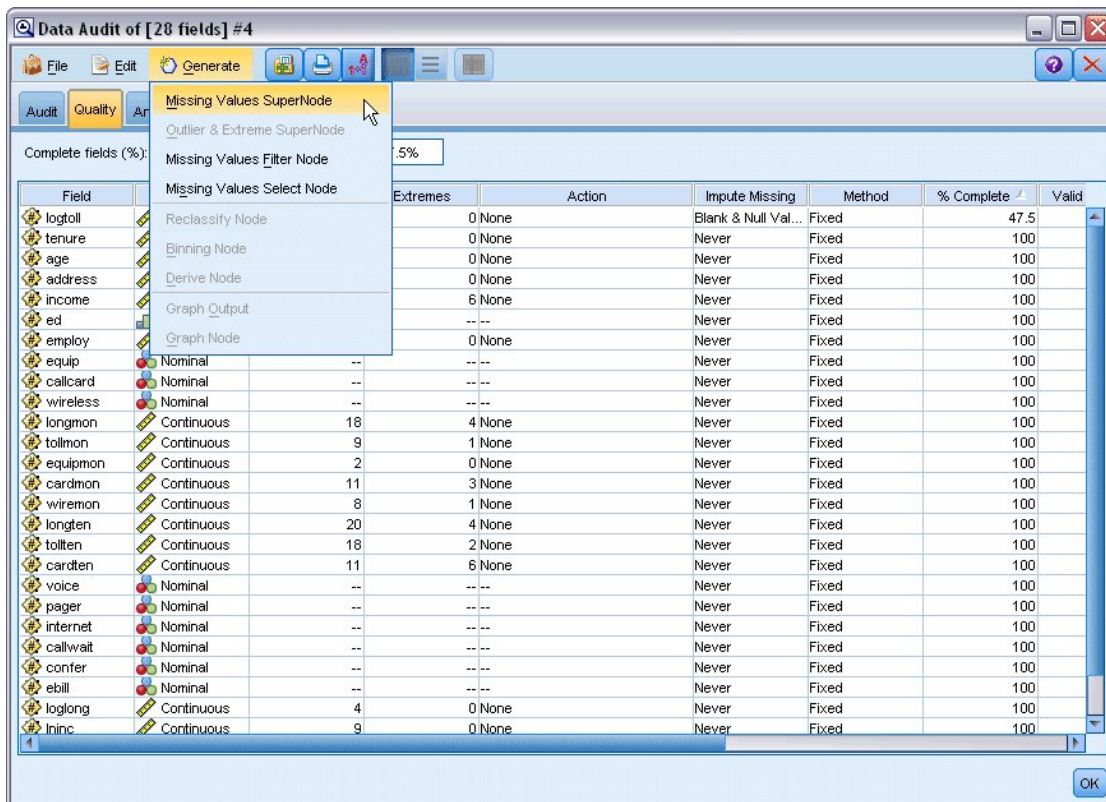 Data Audit of [28 fields] #4
File Edit Generate
Audit Quality An
Missing Values SuperNode
Outlier & Extreme SuperNode
Missing Values Filter Node
Missing Values Select Node
Reclassify Node
Binning Node
Derive Node
Graph Output
Graph Node
Complete fields (%): .5%
Field Extremes Action Impute Missing Method % Complete Valid
logtoll 0 None Blank & Null Val... Fixed 47.5
tenure 0 None Never Fixed 100
age 0 None Never Fixed 100
address 0 None Never Fixed 100
income 6 None Never Fixed 100
ed -- -- Never Fixed 100
employ 0 None Never Fixed 100
equip Nominal -- -- -- Never Fixed 100
callcard Nominal -- -- -- Never Fixed 100
wireless Nominal -- -- -- Never Fixed 100
longmon Continuous 18 4 None Never Fixed 100
tollmon Continuous 9 1 None Never Fixed 100
equipmon Continuous 2 0 None Never Fixed 100
cardmon Continuous 11 3 None Never Fixed 100
wiremon Continuous 8 1 None Never Fixed 100
longten Continuous 20 4 None Never Fixed 100
tollten Continuous 18 2 None Never Fixed 100
cardten Continuous 11 6 None Never Fixed 100
voice Nominal -- -- -- Never Fixed 100
pager Nominal -- -- -- Never Fixed 100
internet Nominal -- -- -- Never Fixed 100
callwait Nominal -- -- -- Never Fixed 100
confer Nominal -- -- -- Never Fixed 100
ebill Nominal -- -- -- Never Fixed 100
loglong Continuous 4 0 None Never Fixed 100
lninc Continuous 9 0 None Never Fixed 100
OK